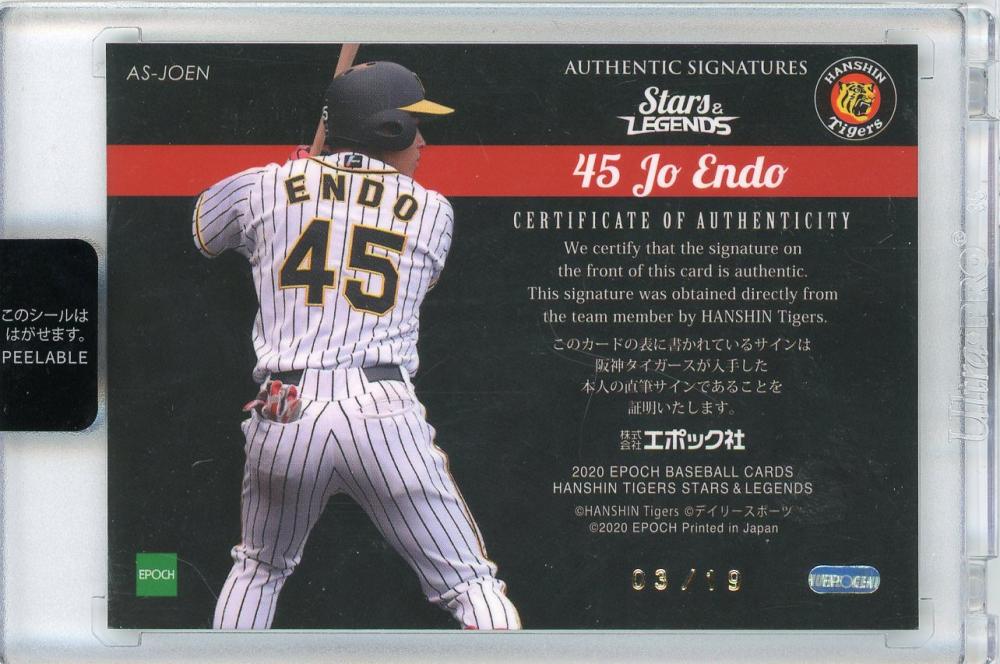 AS-JOEN
AUTHENTIC SIGNATURES
Stars &
LEGENDS
HANSHIN
Tigers
45 Jo Endo
ENDO
45
CERTIFICATE OF AUTHENTICITY
We certify that the signature on
the front of this card is authentic.
This signature was obtained directly from
the team member by HANSHIN Tigers.
このカードの表に書かれているサインは
阪神タイガースが入手した
本人の直筆サインであることを
証明いたします。
株式会社エポック社
2020 EPOCH BASEBALL CARDS
HANSHIN TIGERS STARS & LEGENDS
©HANSHIN Tigers ©デイリースポーツ
©2020 EPOCH Printed in Japan
03/19
EPOCH
EPOCH
このシールは
はがせます。
PEELABLE
UltraPRO®